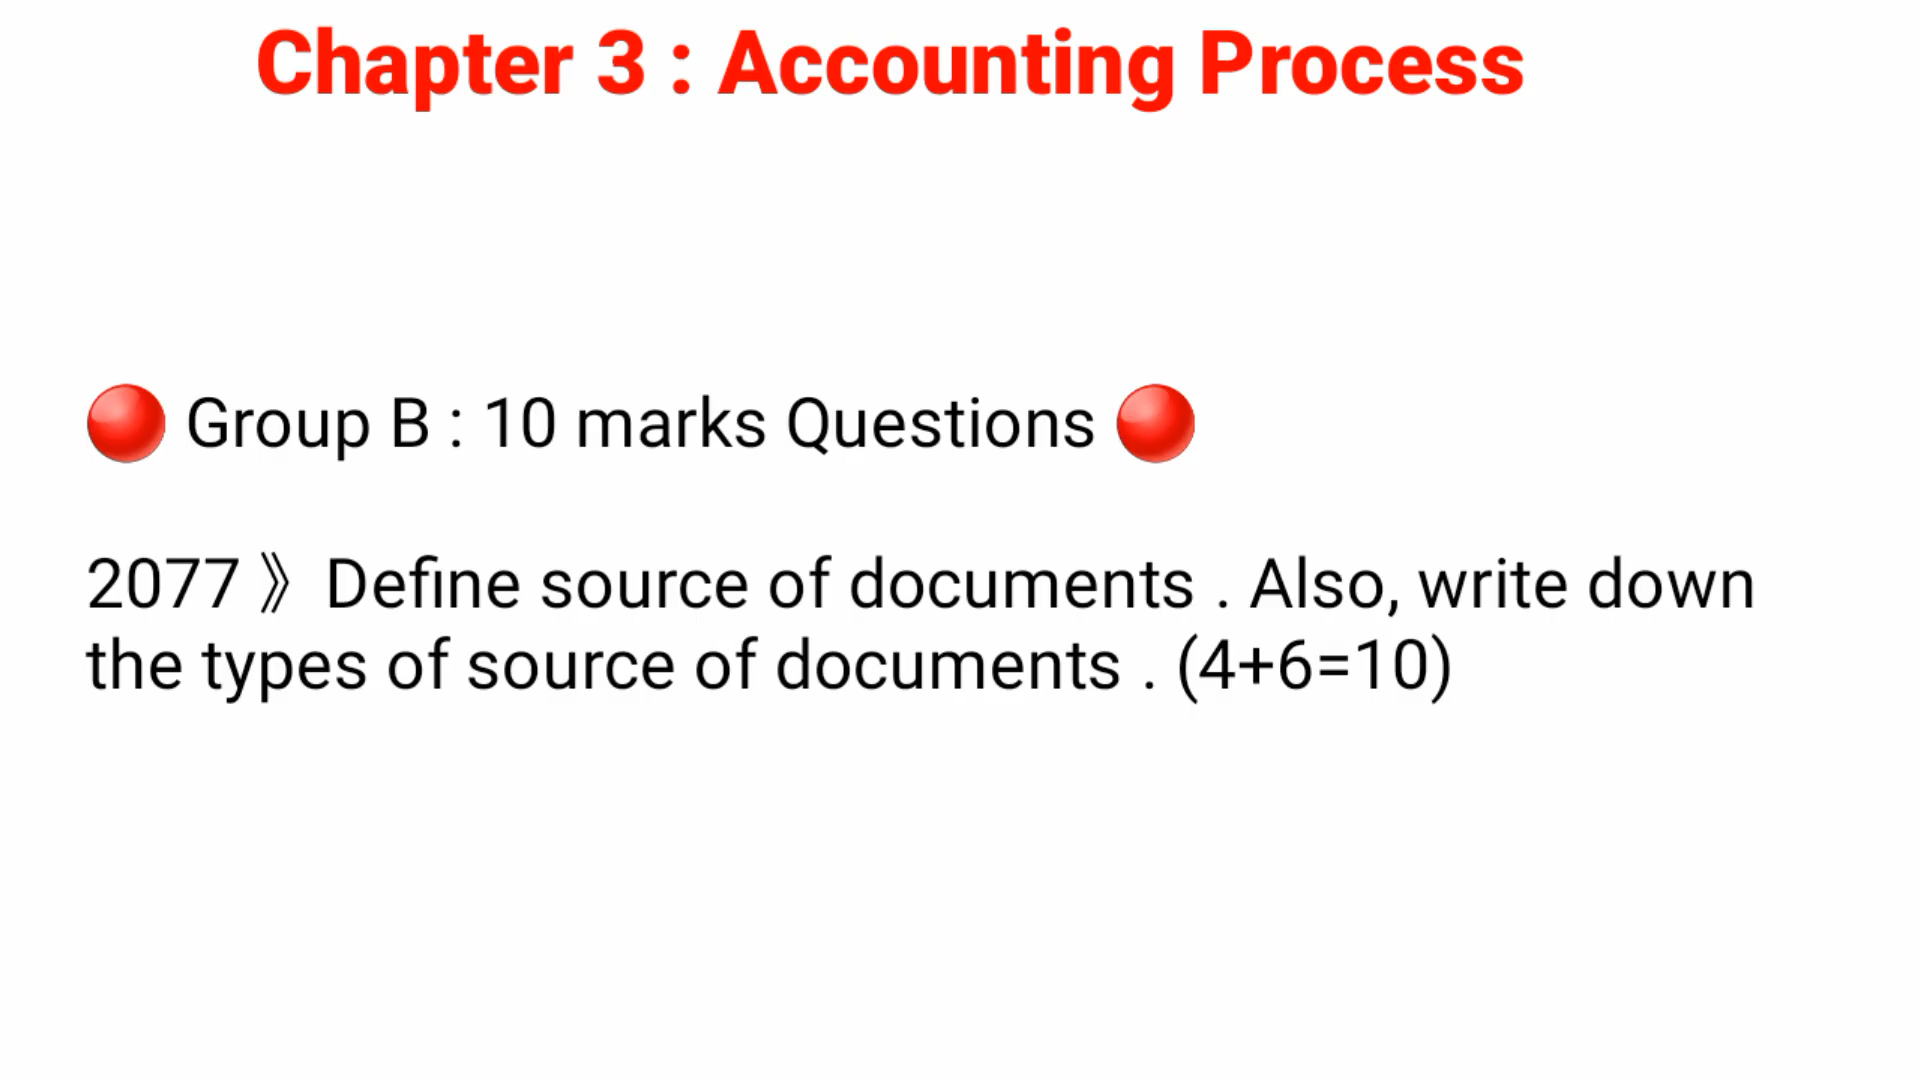 Chapter 3 : Accounting Process
🔴 Group B : 10 marks Questions 🔴
2077 》 Define source of documents . Also, write down
the types of source of documents . (4+6=10)